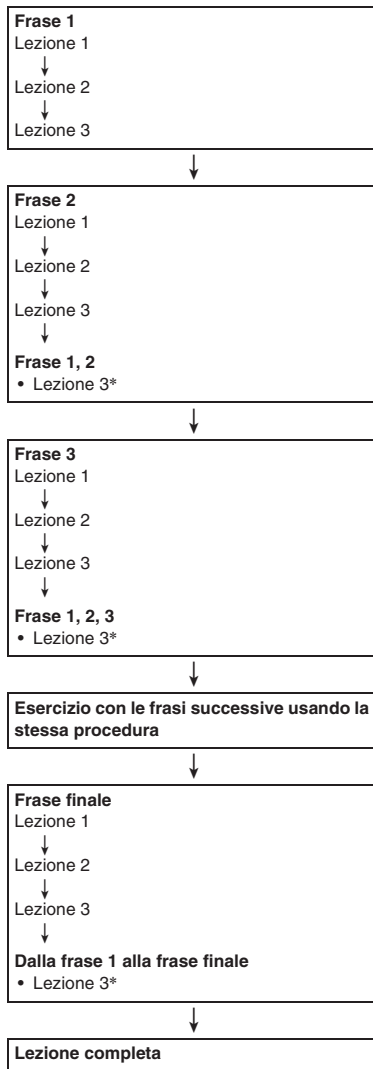 Frase 1
Lezione 1
Lezione 2
Lezione 3
Frase 2
Lezione 1
Lezione 2
Lezione 3
Frase 1, 2
• Lezione 3*
Frase 3
Lezione 1
Lezione 2
Lezione 3
Frase 1, 2, 3
• Lezione 3*
Esercizio con le frasi successive usando la
stessa procedura
Frase finale
Lezione 1
Lezione 2
Lezione 3
Dalla frase 1 alla frase finale
• Lezione 3*
Lezione completa